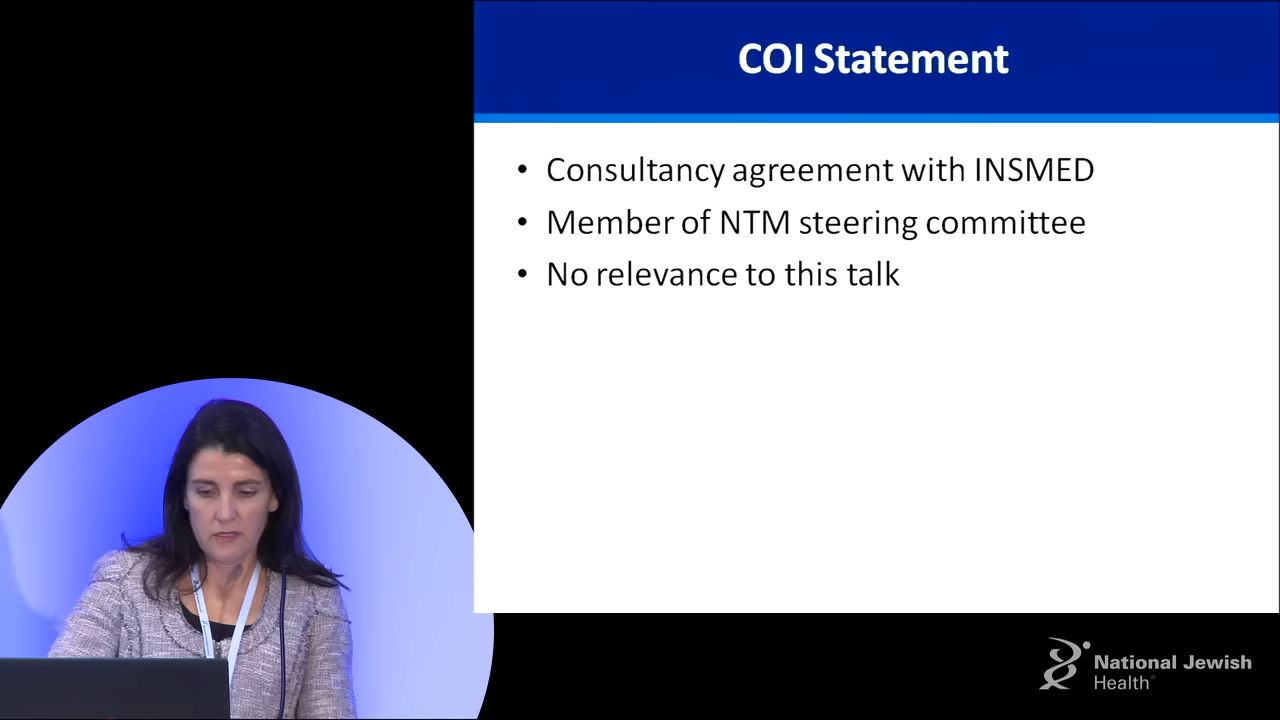 COI Statement
• Consultancy agreement with INSMED
• Member of NTM steering committee
• No relevance to this talk
National Jewish
Health®